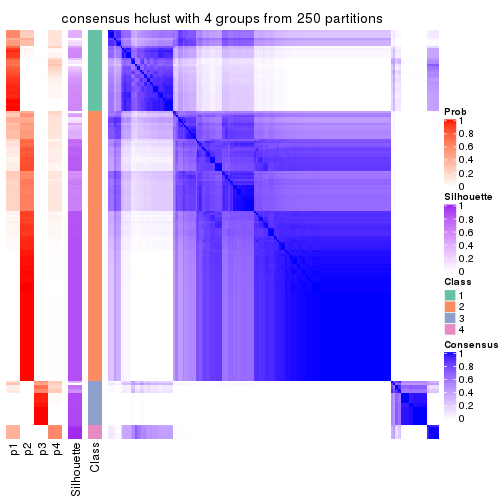 consensus hclust with 4 groups from 250 partitions
Prob
1
0.8
0.6
0.4
0.2
0
Silhouette
1
0.8
0.6
0.4
0.2
0
Class
1
2
3
4
Consensus
1
0.8
0.6
0.4
0.2
0
p1
p2
p3
p4
Silhouette
Class